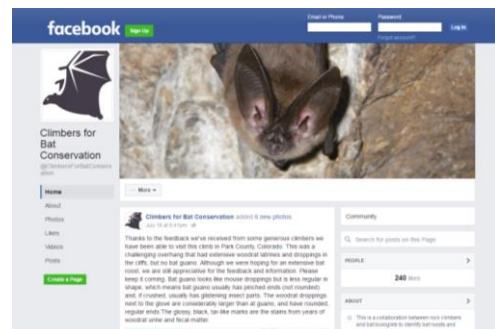 facebook
Sign Up
Email or Phone
Password
Log In
Forgot account?
Climbers for
Bat
Conservation
@ClimbersForBatConserv
ation
Home
About
Photos
Likes
Videos
Posts
Create a Page
More
Climbers for Bat Conservation added 6 new photos.
Thanks to the feedback we've received from some generous climbers we
have been able to visit this climb in Park County, Colorado. This was a
challenging overhang that had extensive woodrat latrines and droppings in
the cliffs, but no bat guano. Although we were hoping for an extensive bat
roost, we are still appreciative for the feedback and information. Please
keep it coming. Bat guano looks like mouse droppings but is less regular in
shape, which means bat guano usually has pinched ends (not rounded)
and, if crushed, usually has glistening insect parts. The woodrat droppings
next to the glove are considerably larger than at guano, and have rounded,
regular ends. The glossy, black, tar-like marks are the stains from years of
woodrat urine and fecal matter.
Community
Search for posts on this Page
PEOPLE
240 likes
ABOUT
This is a collaboration between rock climbers
and bat biologists to identify bat roosts and